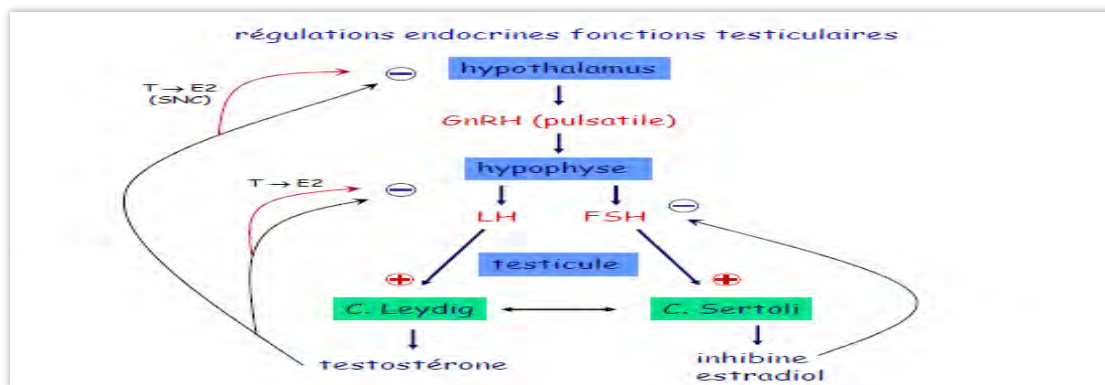 régulations endocrines fonctions testiculaires
hypothalamus
T → E2
(SNC)
GnRH (pulsatile)
hypophyse
T → E2
LH FSH
testicule
C. Leydig C. Sertoli
testostérone
inhibine
estradiol